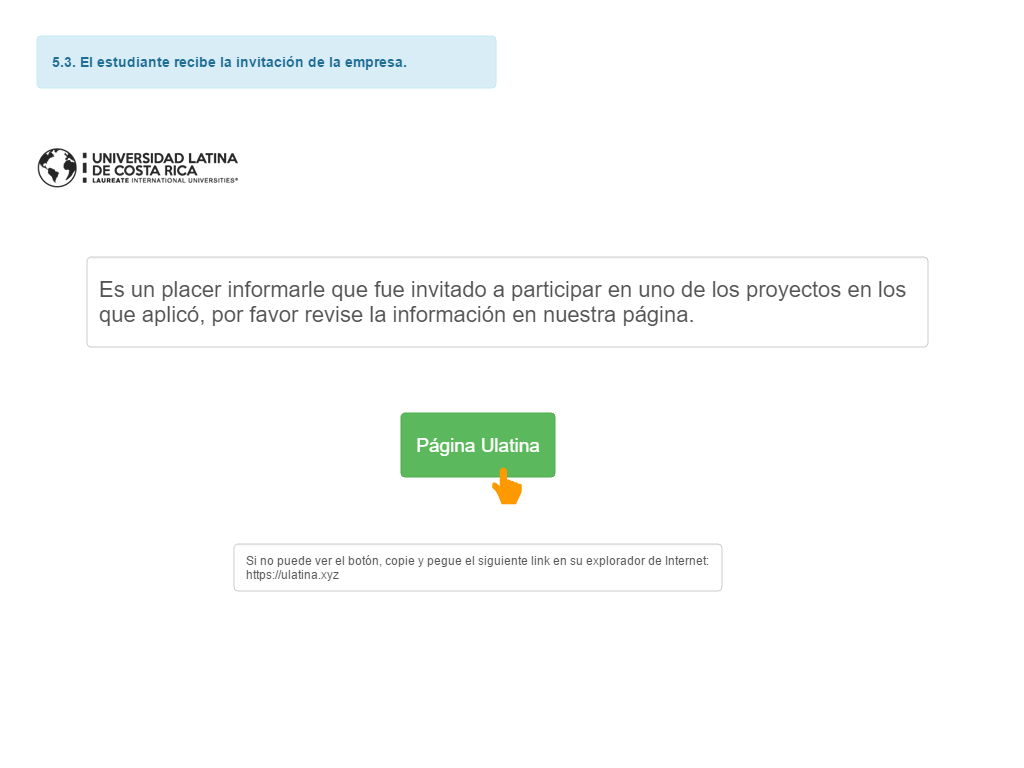 5.3. El estudiante recibe la invitación de la empresa.
UNIVERSIDAD LATINA
DE COSTA RICA
LAUREATE INTERNATIONAL UNIVERSITIES®
Es un placer informarle que fue invitado a participar en uno de los proyectos en los
que aplicó, por favor revise la información en nuestra página.
Página Ulatina
Si no puede ver el botón, copie y pegue el siguiente link en su explorador de Internet:
https://ulatina.xyz